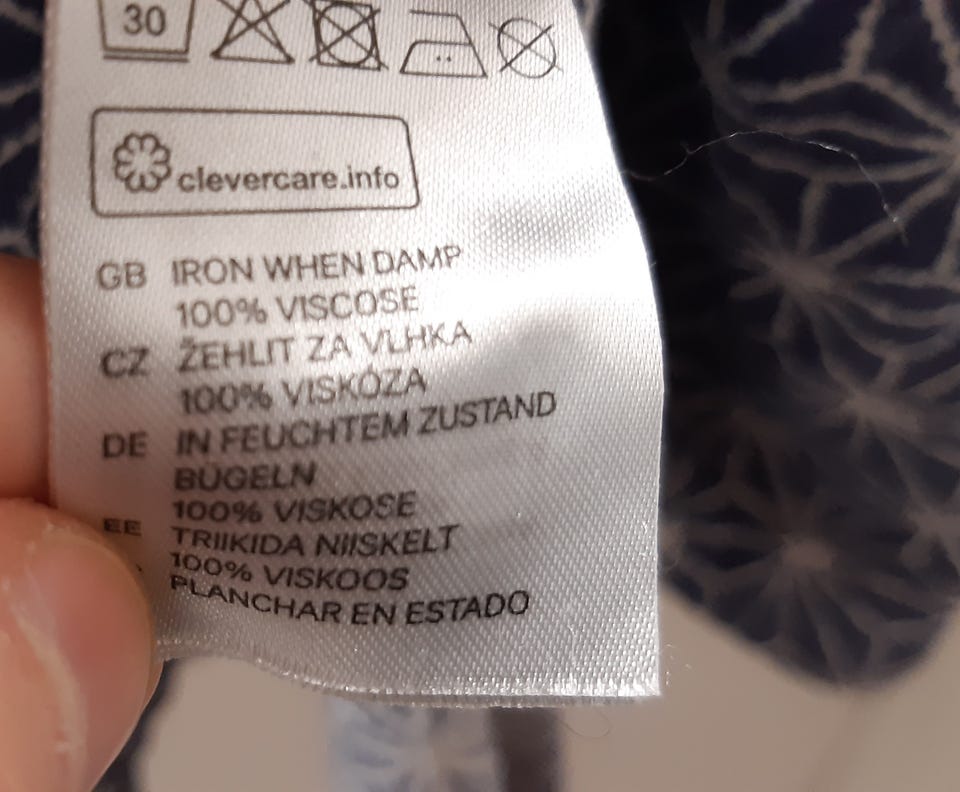 30
clevercare.info
GB IRON WHEN DAMP
100% VISCOSE
CZ ŽEHLIT ZA VLHKA
100% VISKÓZA
DE IN FEUCHTEM ZUSTAND
BÜGELN
100% VISKOSE
EE TRIIKIDA NIISKELT
100% VISKOOS
PLANCHAR EN ESTADO